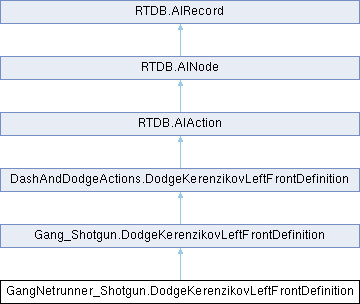 RTDB.AIRecord
RTDB.AINode
RTDB.AIAction
DashAndDodgeActions.DodgeKerenzikovLeftFrontDefinition
Gang_Shotgun.DodgeKerenzikovLeftFrontDefinition
GangNetrunner_Shotgun.DodgeKerenzikovLeftFrontDefinition